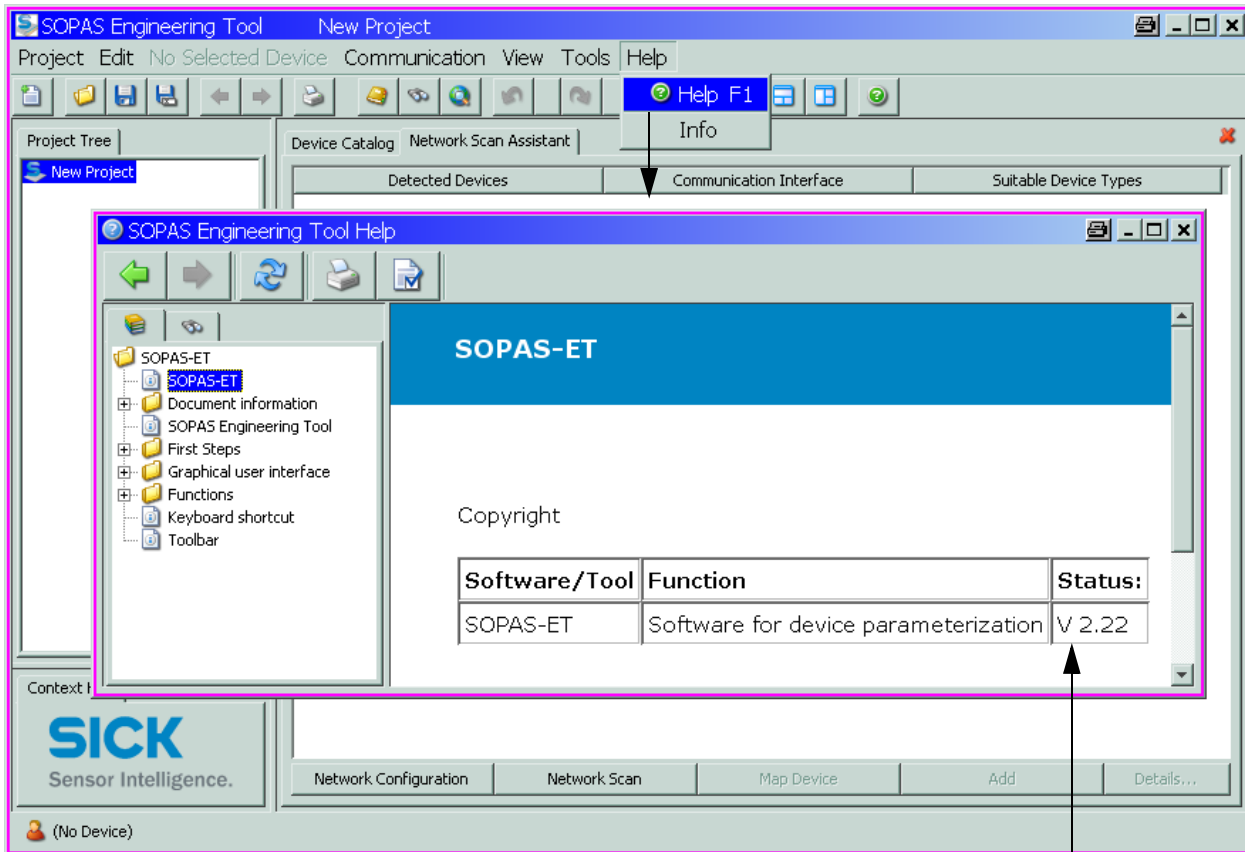 SOPAS Engineering Tool New Project
Project Edit No Selected Device Communication View Tools Help
Help F1
Info
Project Tree
Device Catalog Network Scan Assistant
New Project
Detected Devices Communication Interface Suitable Device Types
SOPAS Engineering Tool Help
SOPAS-ET
SOPAS-ET
Document information
SOPAS Engineering Tool
First Steps
Graphical user interface
Functions
Keyboard shortcut
Toolbar
SOPAS-ET
Copyright
Software/Tool Function Status:
SOPAS-ET Software for device parameterization V 2.22
Context
SICK
Sensor Intelligence.
Network Configuration Network Scan Map Device Add Details...
(No Device)